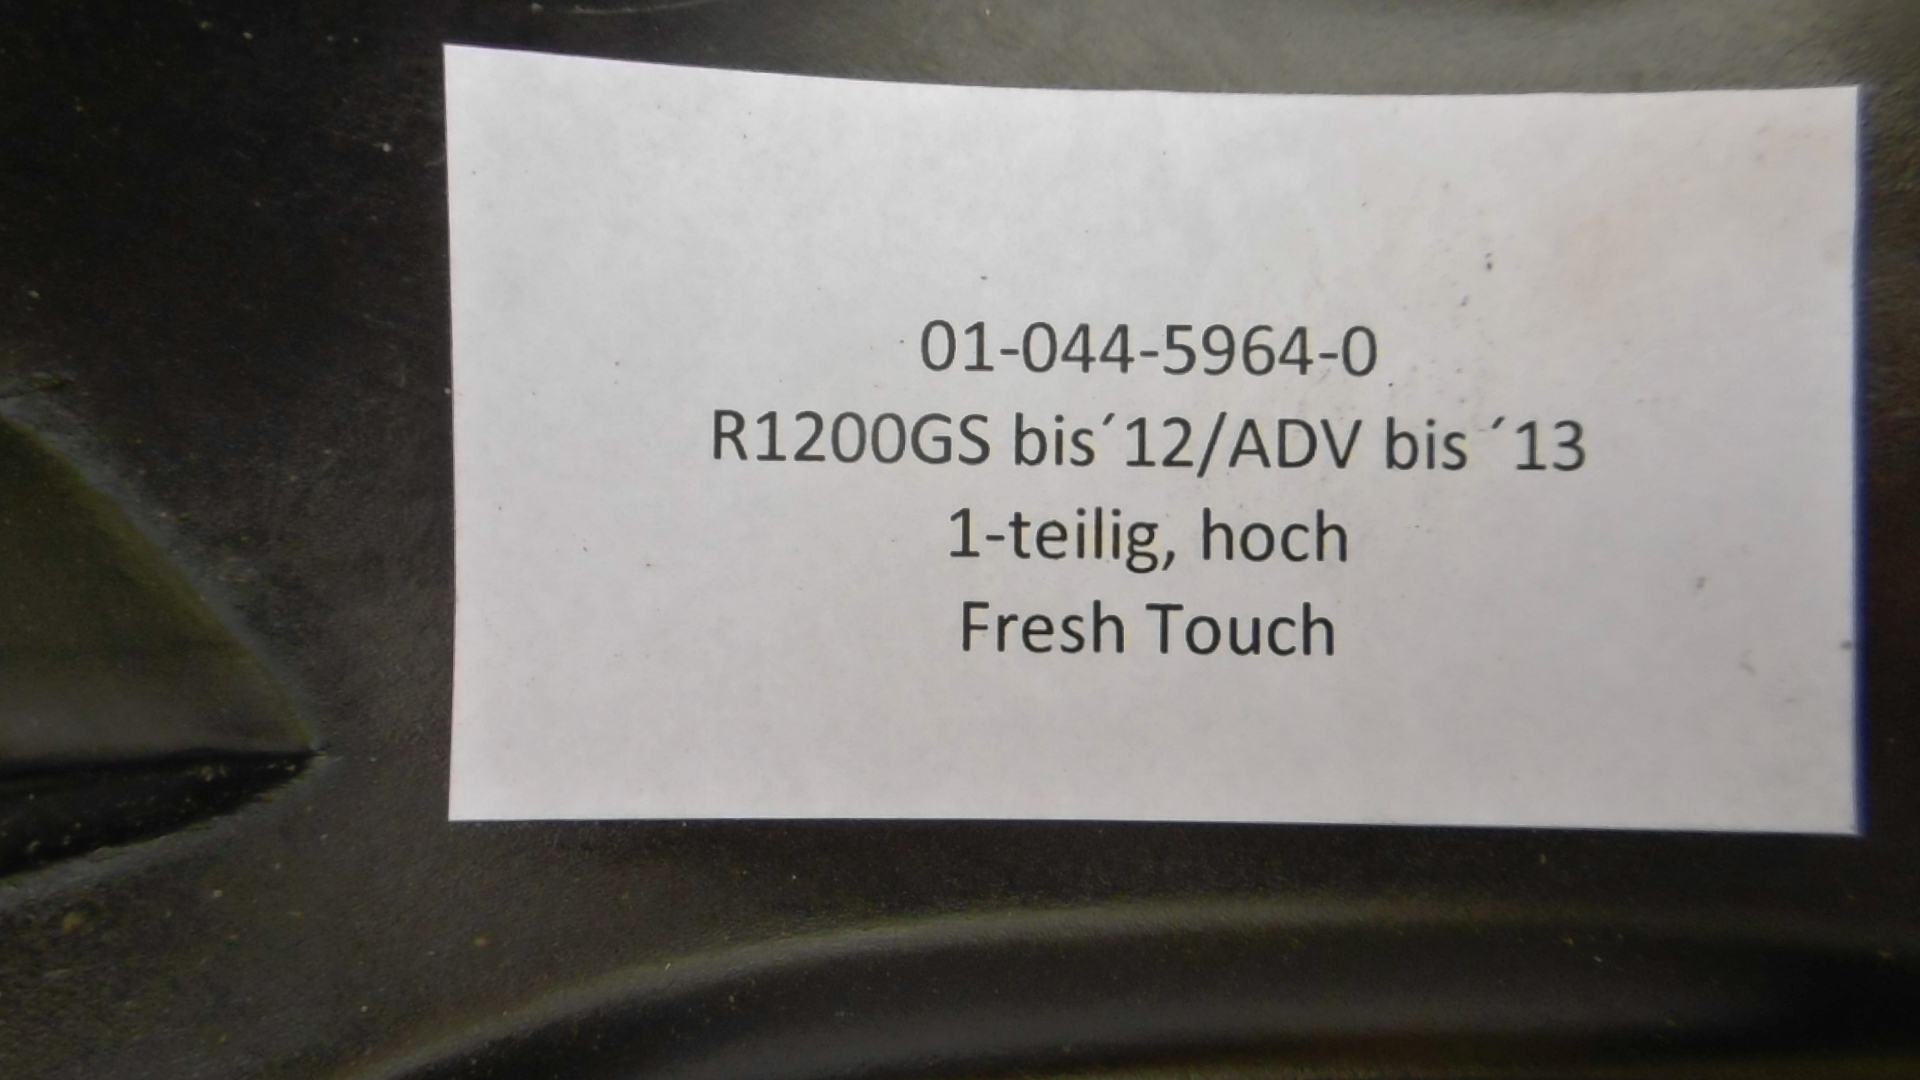 01-044-5964-0
R1200GS bis´12/ADV bis ´13
1-teilig, hoch
Fresh Touch